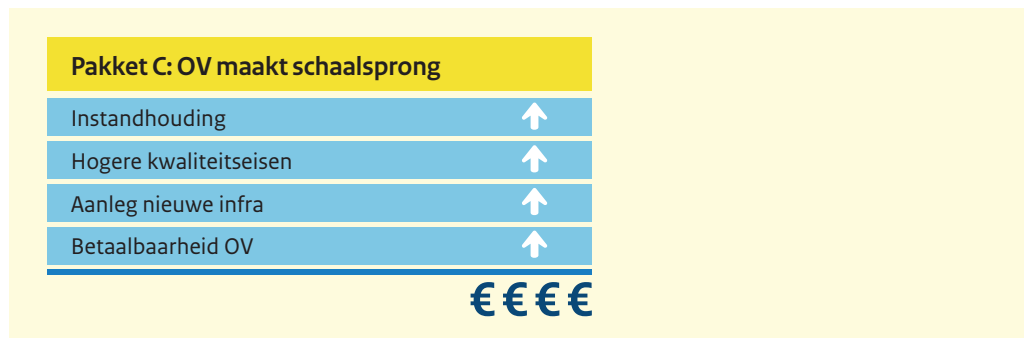 Pakket C: OV maakt schaalsprong
Instandhouding
Hogere kwaliteitseisen
Aanleg nieuwe infra
Betaalbaarheid OV
€ € € €